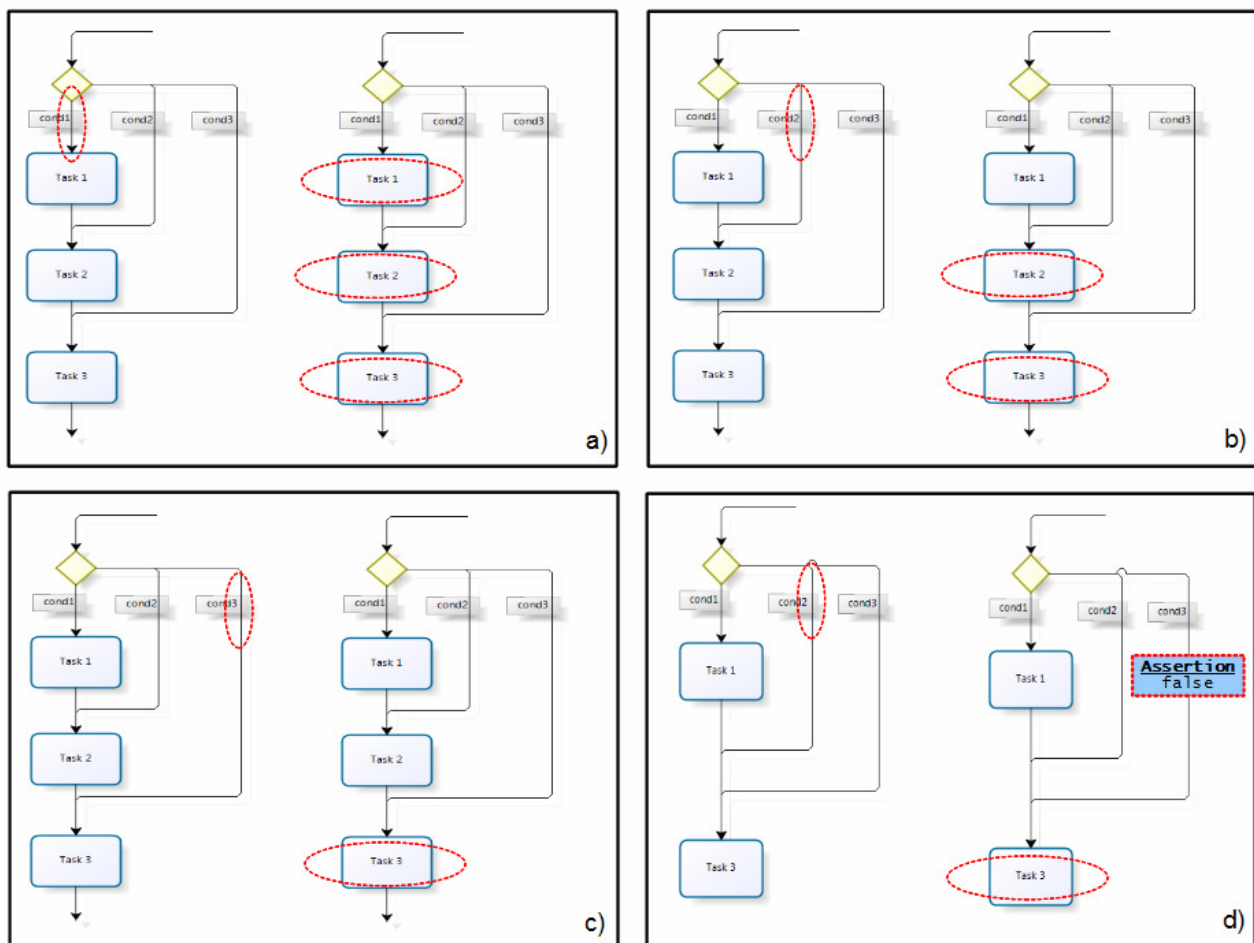 cond1 cond2 cond3
Task 1
Task 2
Task 3
cond1 cond2 cond3
Task 1
Task 2
Task 3
a)
cond1 cond2 cond3
Task 1
Task 2
Task 3
cond1 cond2 cond3
Task 1
Task 2
Task 3
b)
cond1 cond2 cond3
Task 1
Task 2
Task 3
cond1 cond2 cond3
Task 1
Task 2
Task 3
c)
cond1 cond2 cond3
Task 1
Task 3
cond1 cond2 cond3
Assertion
false
Task 1
Task 3
d)